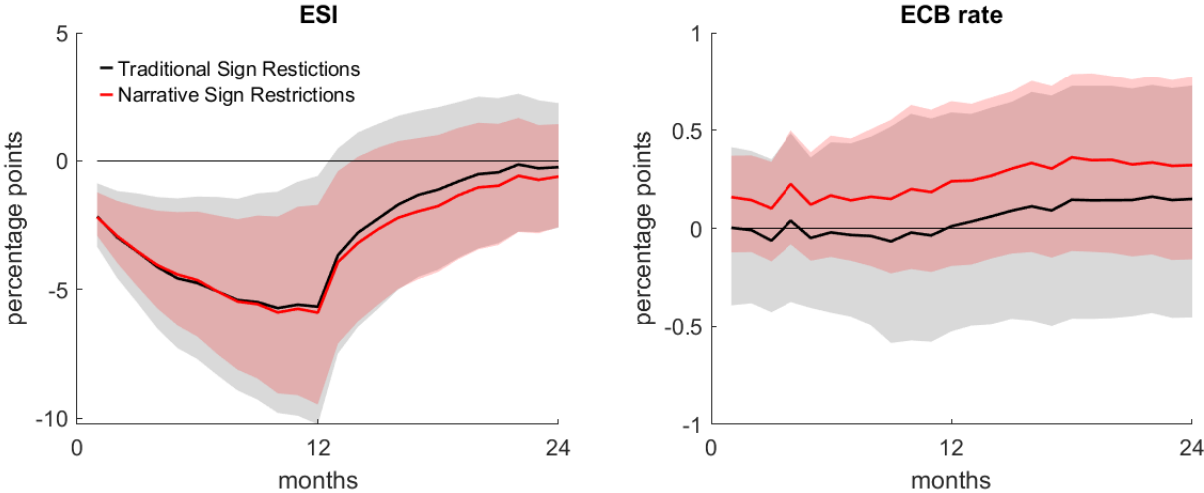 ESI
5
Traditional Sign Restictions
Narrative Sign Restrictions
0
-5
-10
percentage points
0
12
24
months
ECB rate
1
0.5
0
-0.5
-1
percentage points
0
12
24
months